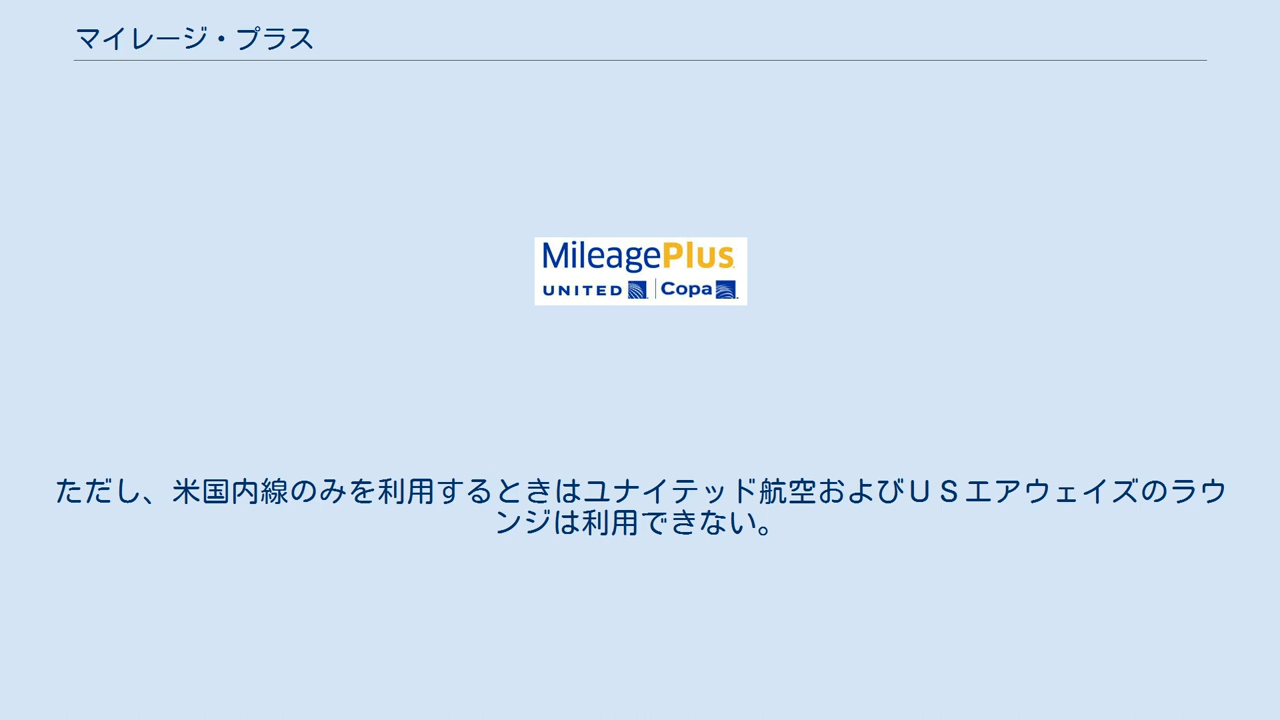 マイレージ・プラス
MileagePlus
UNITED Copa
ただし、米国内線のみを利用するときはユナイテッド航空およびＵＳエアウェイズのラウ
ンジは利用できない。